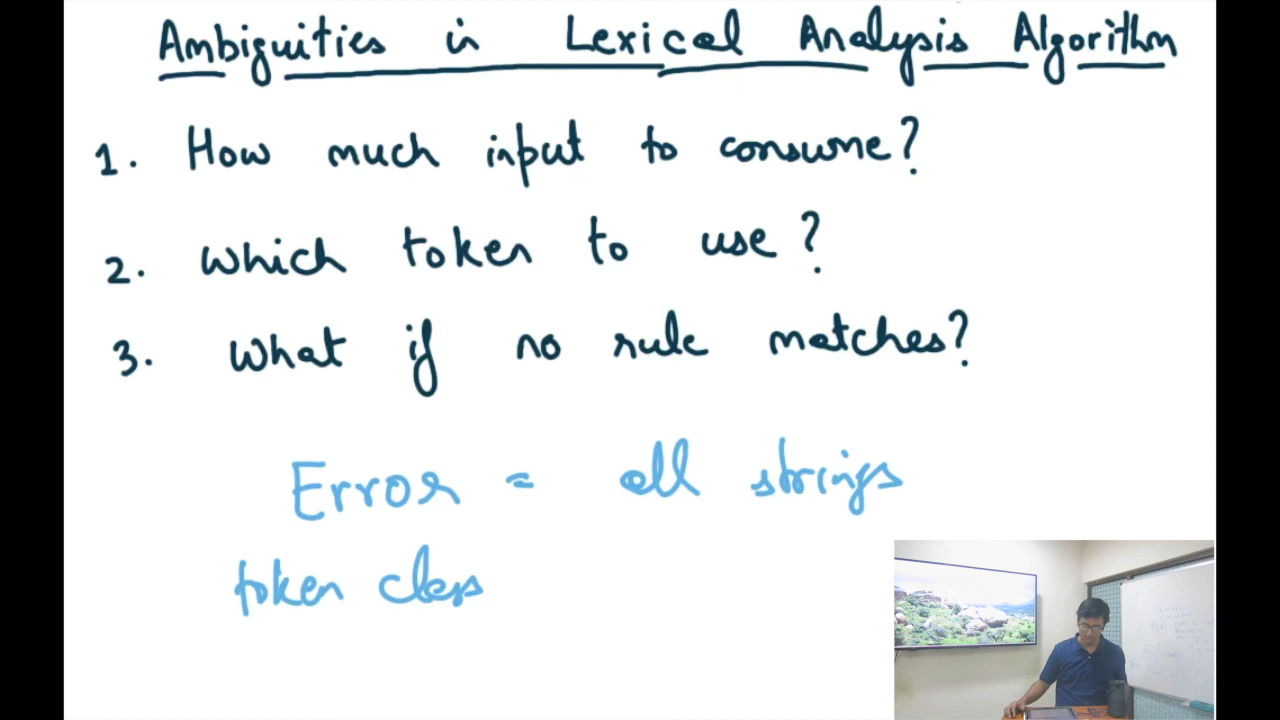 Ambiguities in Lexical Analysis Algorithm
1. How much input to consume?
2. Which token to use?
3. What if no rule matches?
Error = all strings
token class